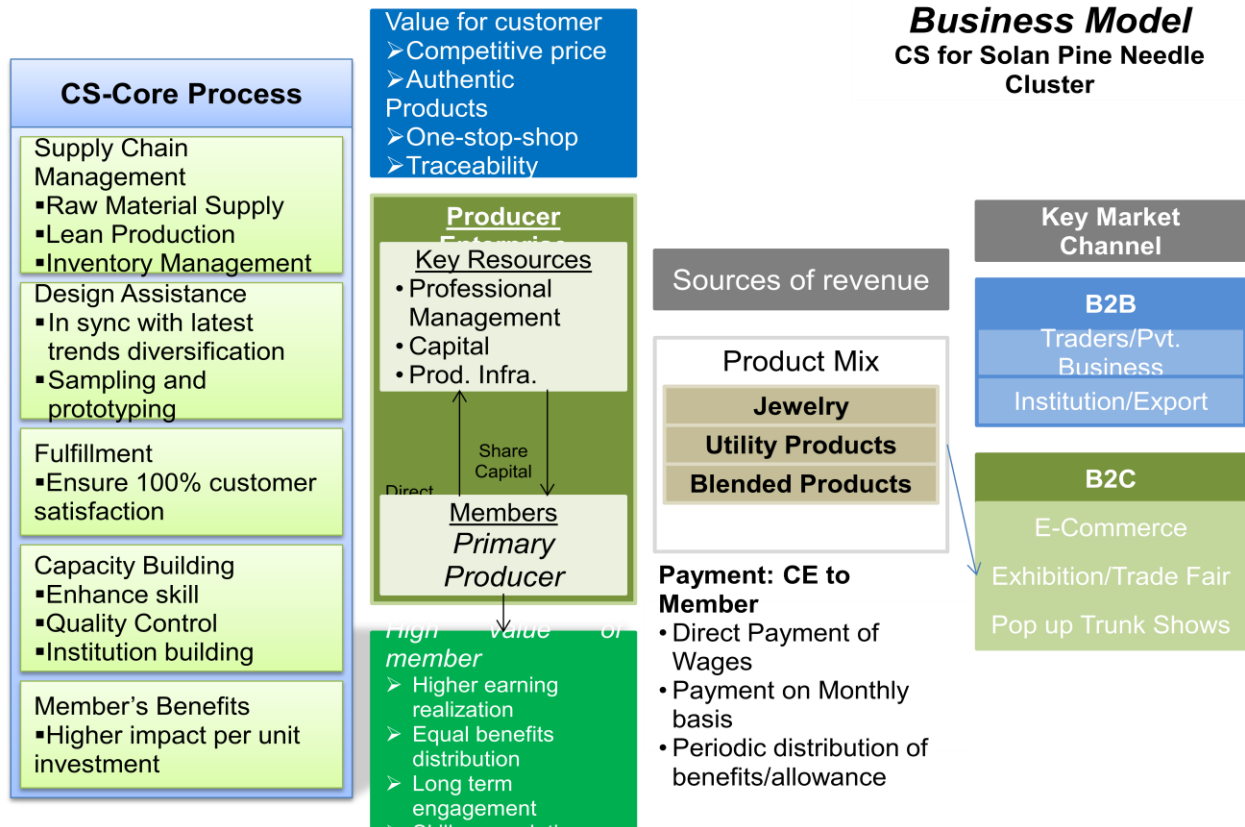 Business Model
CS for Solan Pine Needle
Cluster
CS-Core Process
Supply Chain
Management
▪Raw Material Supply
▪Lean Production
▪Inventory Management
Design Assistance
▪In sync with latest
trends diversification
▪Sampling and
prototyping
Fulfillment
▪Ensure 100% customer
satisfaction
Capacity Building
▪Enhance skill
▪Quality Control
▪Institution building
Member's Benefits
▪Higher impact per unit
investment
Value for customer
➢Competitive price
➢Authentic
Products
➢One-stop-shop
➢Traceability
Producer
Enterprise
Key Resources
• Professional
Management
• Capital
• Prod. Infra.
Share
Capital
Direct
Members
Primary
Producer
High value or
member
➢ Higher earning
realization
➢ Equal benefits
distribution
➢ Long term
engagement
Sources of revenue
Product Mix
Jewelry
Utility Products
Blended Products
Payment: CE to
Member
• Direct Payment of
Wages
• Payment on Monthly
basis
• Periodic distribution of
benefits/allowance
Key Market
Channel
B2B
Traders/Pvt.
Business
Institution/Export
B2C
E-Commerce
Exhibition/Trade Fair
Pop up Trunk Shows